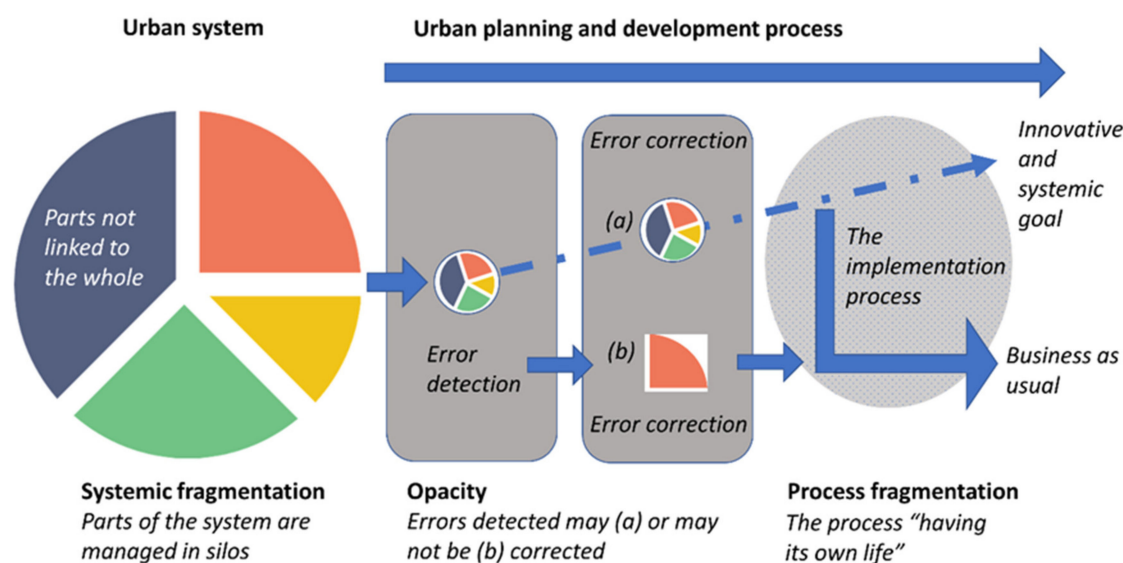 Urban system
Urban planning and development process
Parts not
linked to
the whole
Error
detection
Error correction
(a)
(b)
Error correction
The
implementation
process
Innovative
and
systemic
goal
Business as
usual
Systemic fragmentation
Parts of the system are
managed in silos
Opacity
Errors detected may (a) or may
not be (b) corrected
Process fragmentation
The process “having
its own life”